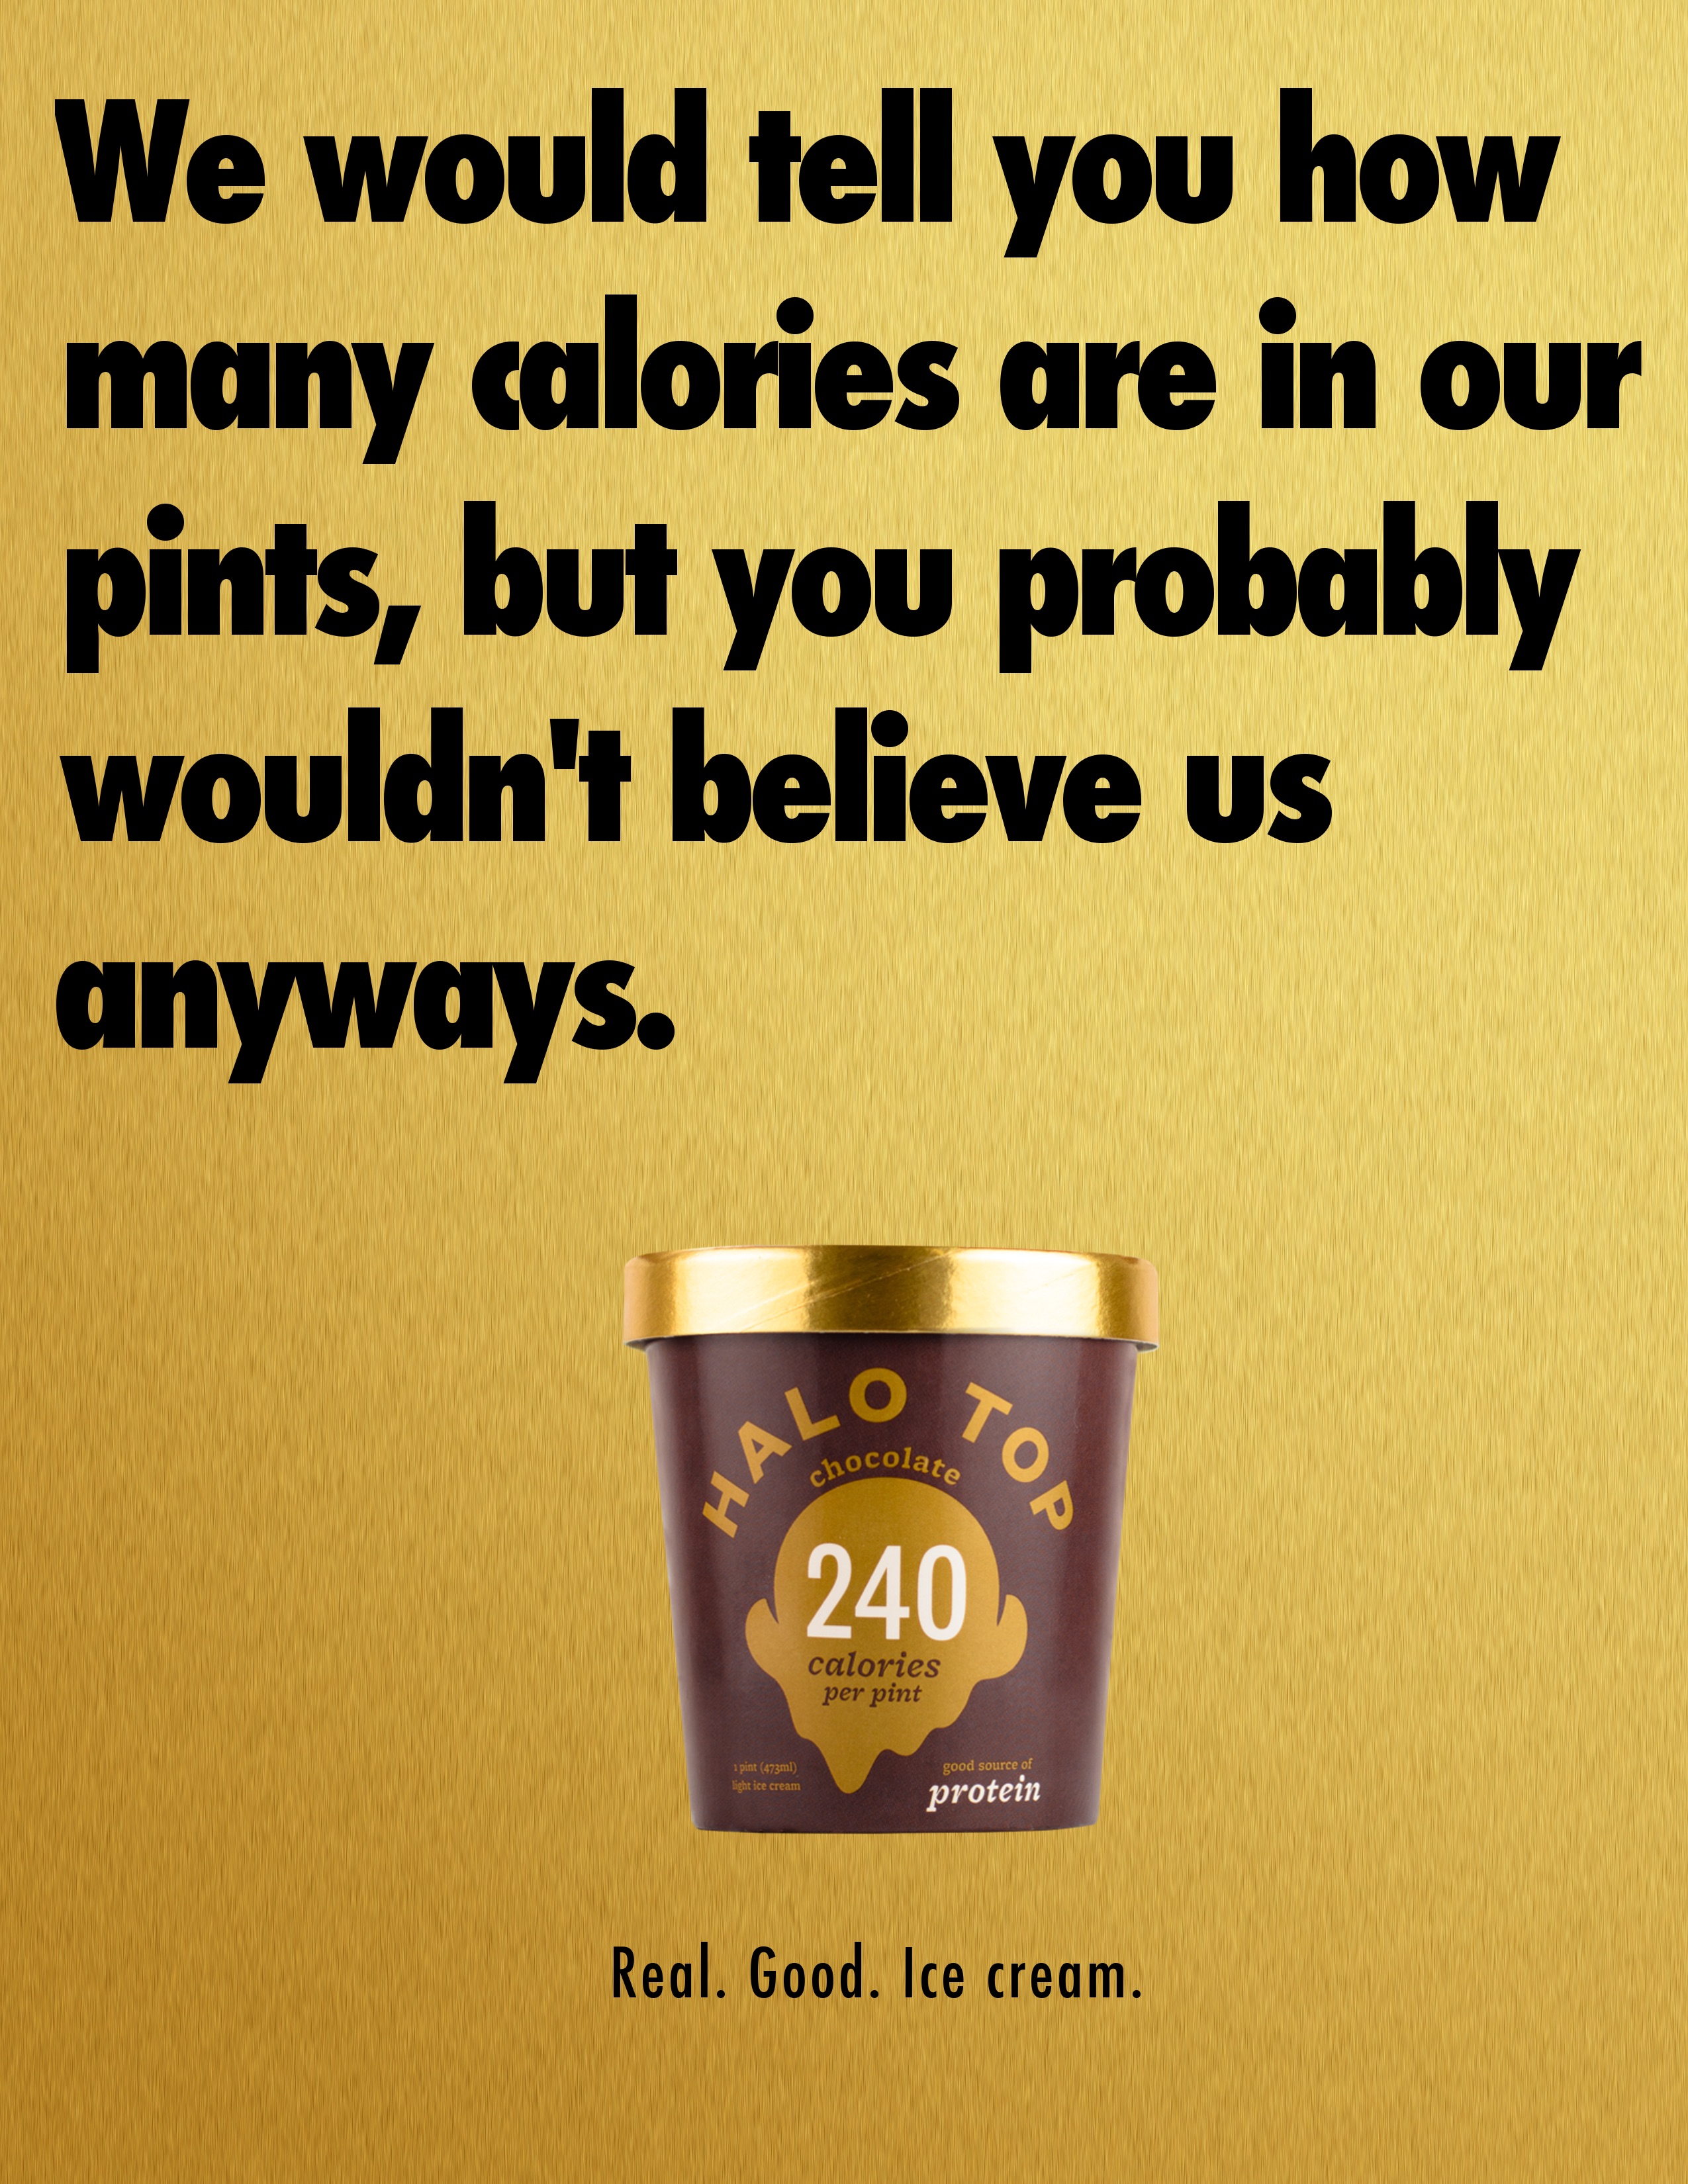 We would tell you how
many calories are in our
pints, but you probably
wouldn't believe us
anyways.
HALO TOP
chocolate
240
calories
per pint
1 pint (473ml)
light ice cream
good source of
protein
Real. Good. Ice cream.